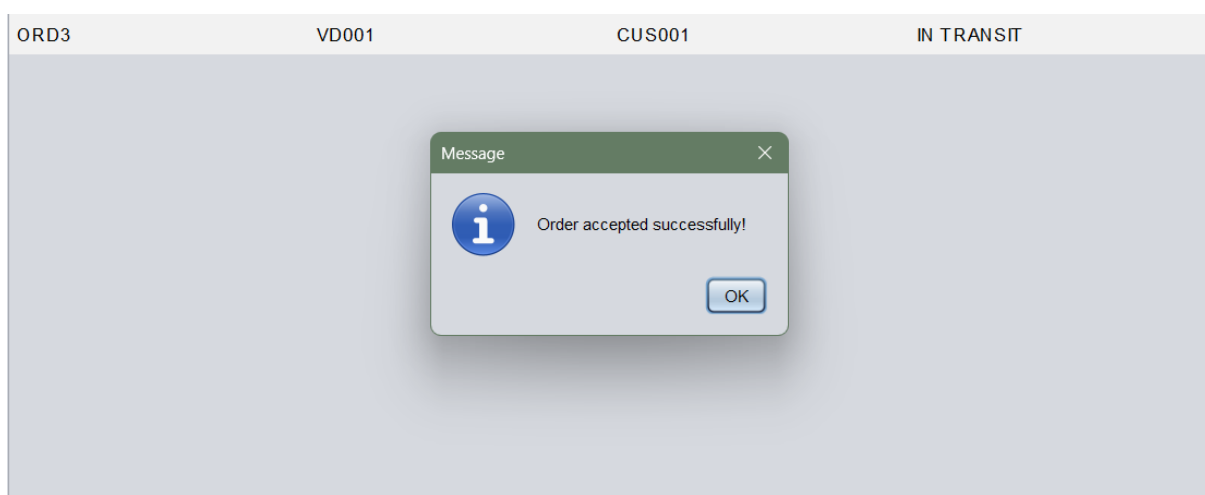 ORD3 VD001 CUS001 IN TRANSIT
Message
Order accepted successfully!
OK